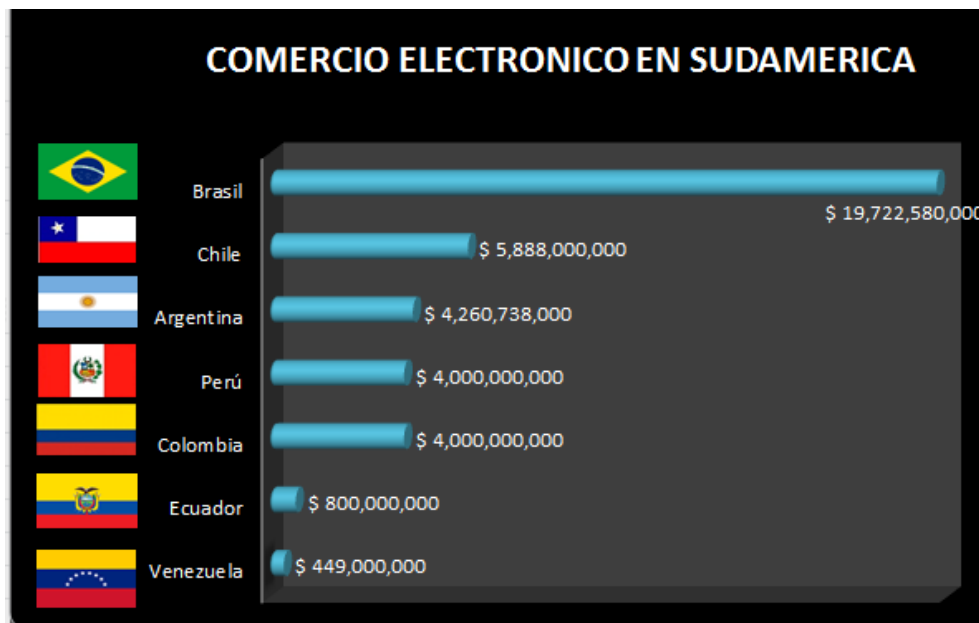 COMERCIO ELECTRONICO EN SUDAMERICA
Brasil
$ 19,722,580,000
Chile
$ 5,888,000,000
Argentina
$ 4,260,738,000
Perú
$ 4,000,000,000
Colombia
$ 4,000,000,000
Ecuador
$ 800,000,000
Venezuela
$ 449,000,000